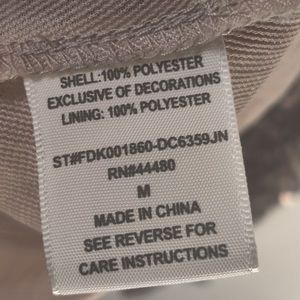 SHELL:100% POLYESTER
EXCLUSIVE OF DECORATIONS
LINING: 100% POLYESTER
ST#FDK001860-DC6359JN
RN#44480
M
MADE IN CHINA
SEE REVERSE FOR
CARE INSTRUCTIONS